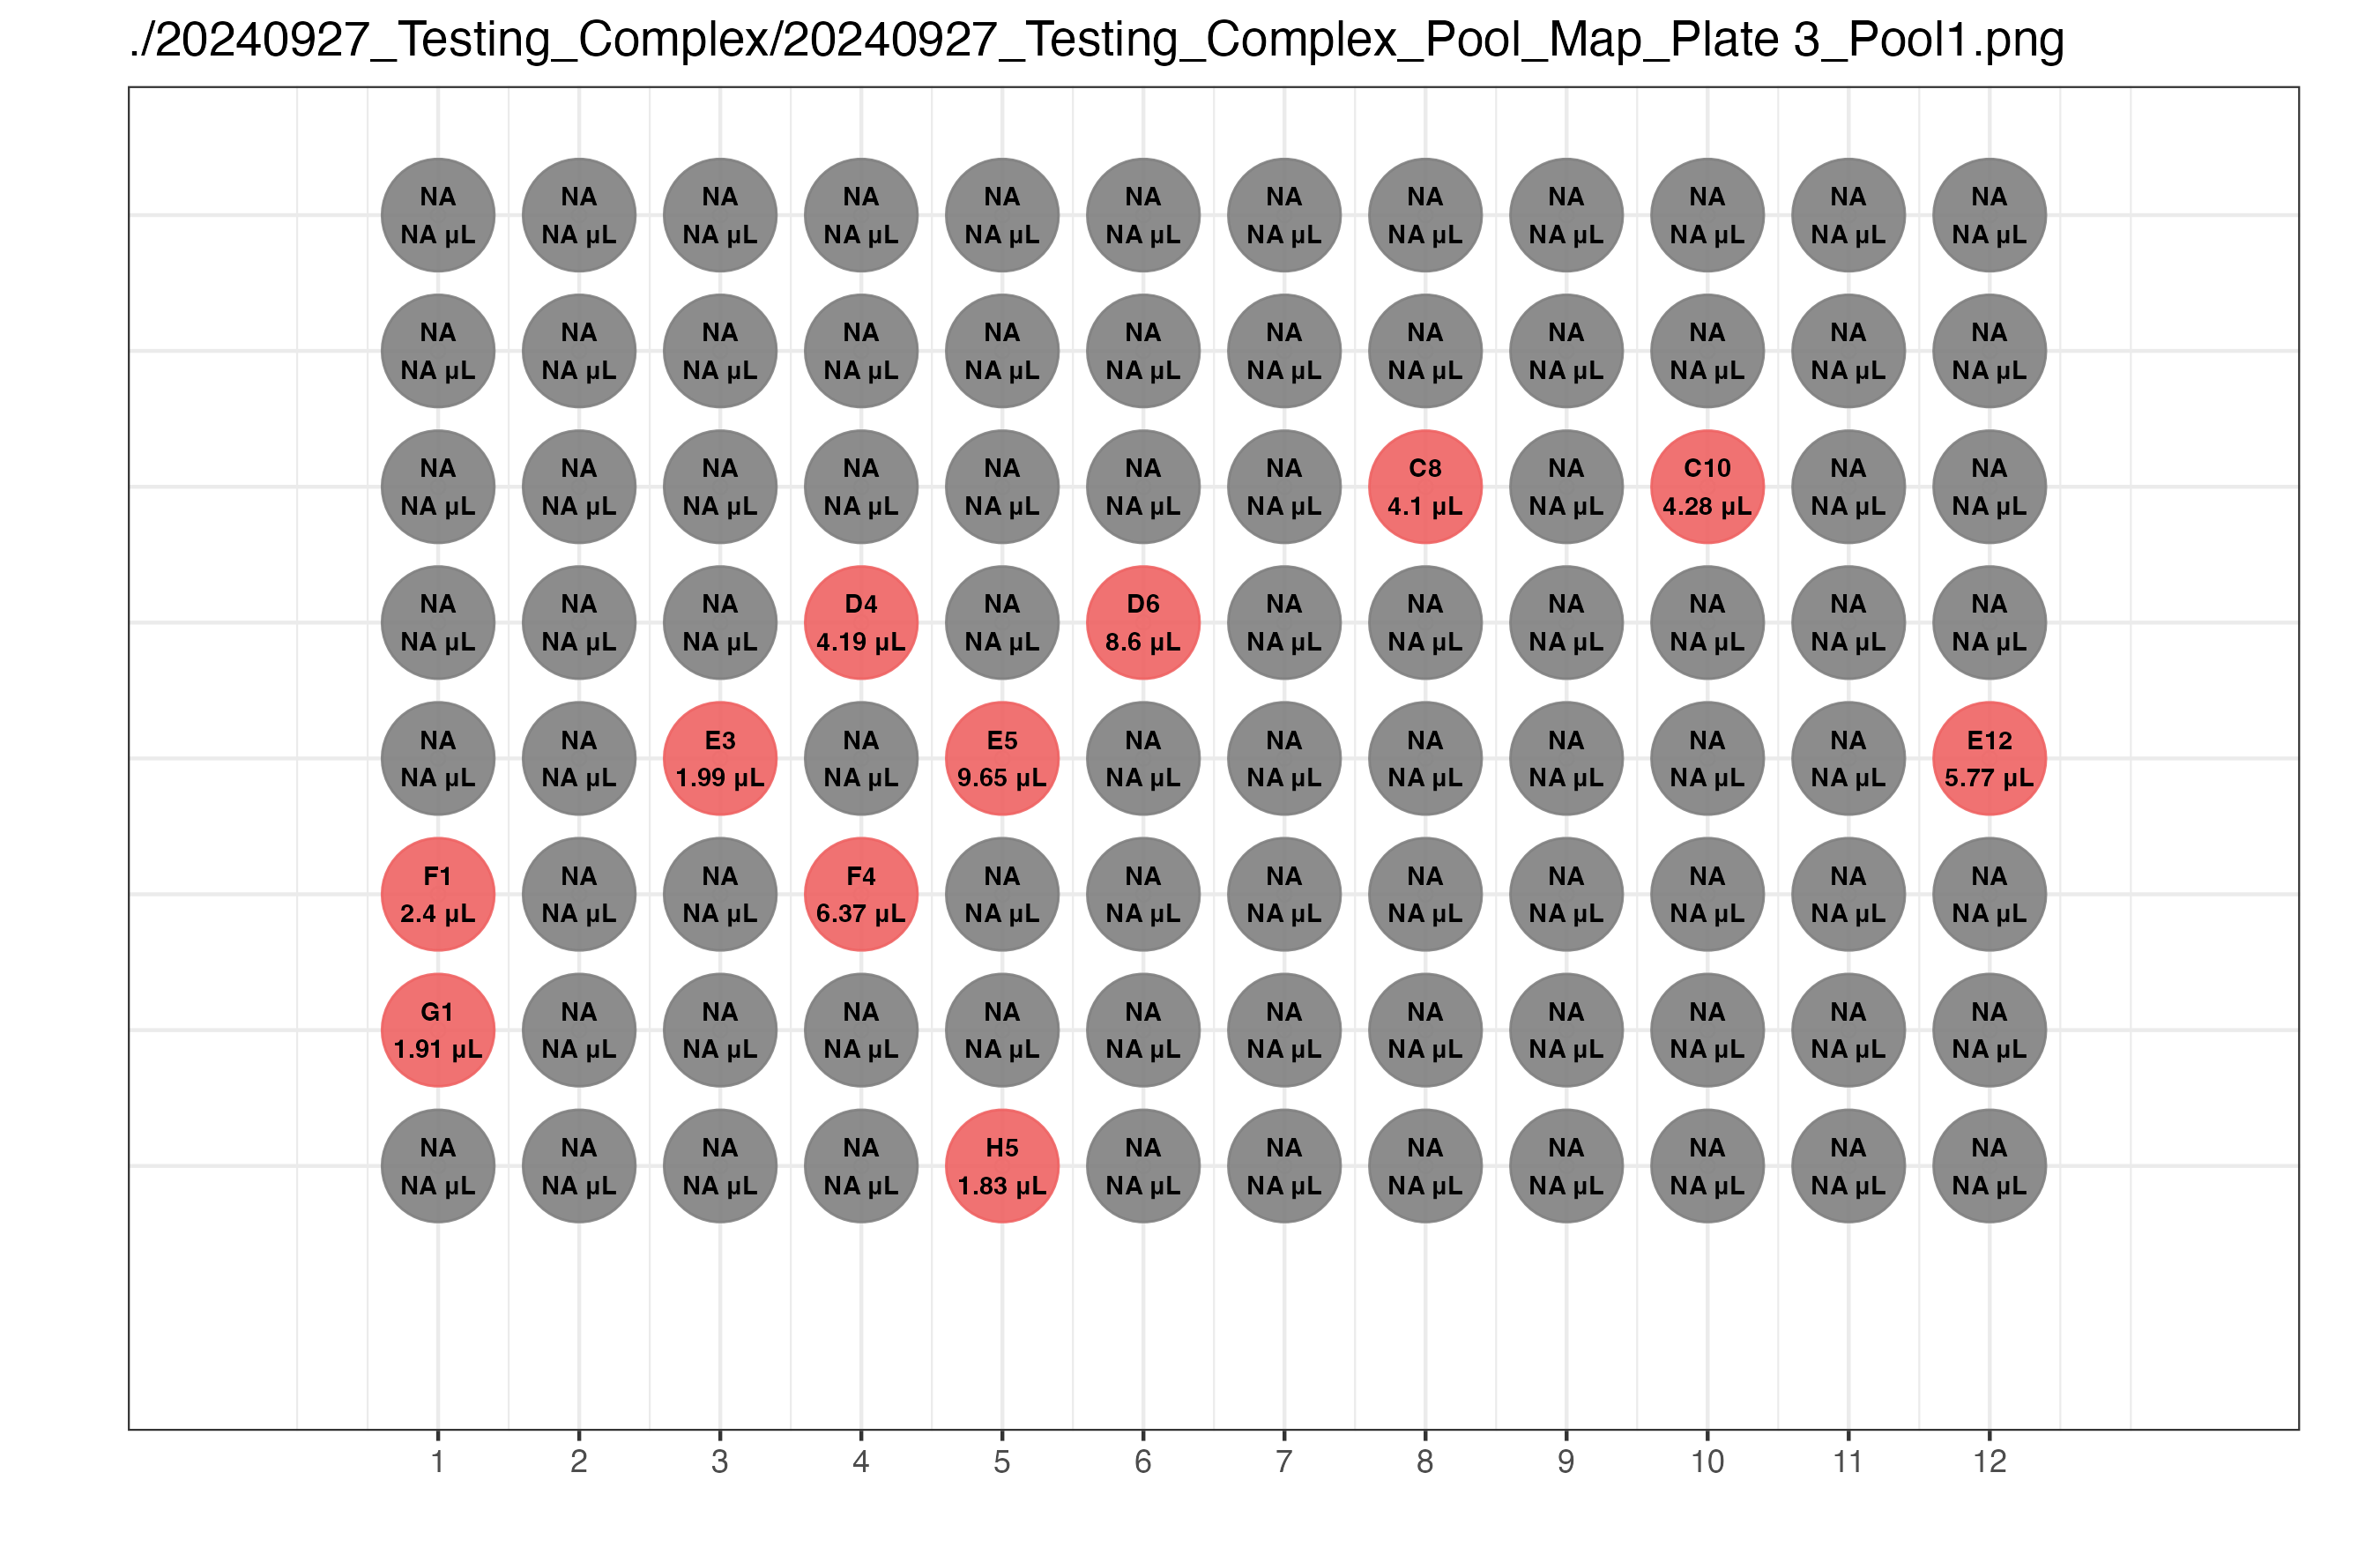 ./20240927_Testing_Complex/20240927_Testing_Complex_Pool_Map_Plate 3_Pool1.png
NA NA NA NA NA NA NA NA NA NA NA NA
NA µL NA µL NA µL NA µL NA µL NA µL NA µL NA µL NA µL NA µL NA µL NA µL
NA NA NA NA NA NA NA NA NA NA NA NA
NA µL NA µL NA µL NA µL NA µL NA µL NA µL NA µL NA µL NA µL NA µL NA µL
NA NA NA NA NA NA NA C8 NA C10 NA NA
NA µL NA µL NA µL NA µL NA µL NA µL NA µL 4.1 µL NA µL 4.28 µL NA µL NA µL
NA NA NA D4 NA D6 NA NA NA NA NA NA
NA µL NA µL NA µL 4.19 µL NA µL 8.6 µL NA µL NA µL NA µL NA µL NA µL NA µL
NA NA E3 NA E5 NA NA NA NA NA NA E12
NA µL NA µL 1.99 µL NA µL 9.65 µL NA µL NA µL NA µL NA µL NA µL NA µL 5.77 µL
F1 NA NA F4 NA NA NA NA NA NA NA NA
2.4 µL NA µL NA µL 6.37 µL NA µL NA µL NA µL NA µL NA µL NA µL NA µL NA µL
G1 NA NA NA NA NA NA NA NA NA NA NA
1.91 µL NA µL NA µL NA µL NA µL NA µL NA µL NA µL NA µL NA µL NA µL NA µL
NA NA NA NA H5 NA NA NA NA NA NA NA
NA µL NA µL NA µL NA µL 1.83 µL NA µL NA µL NA µL NA µL NA µL NA µL NA µL
1 2 3 4 5 6 7 8 9 10 11 12